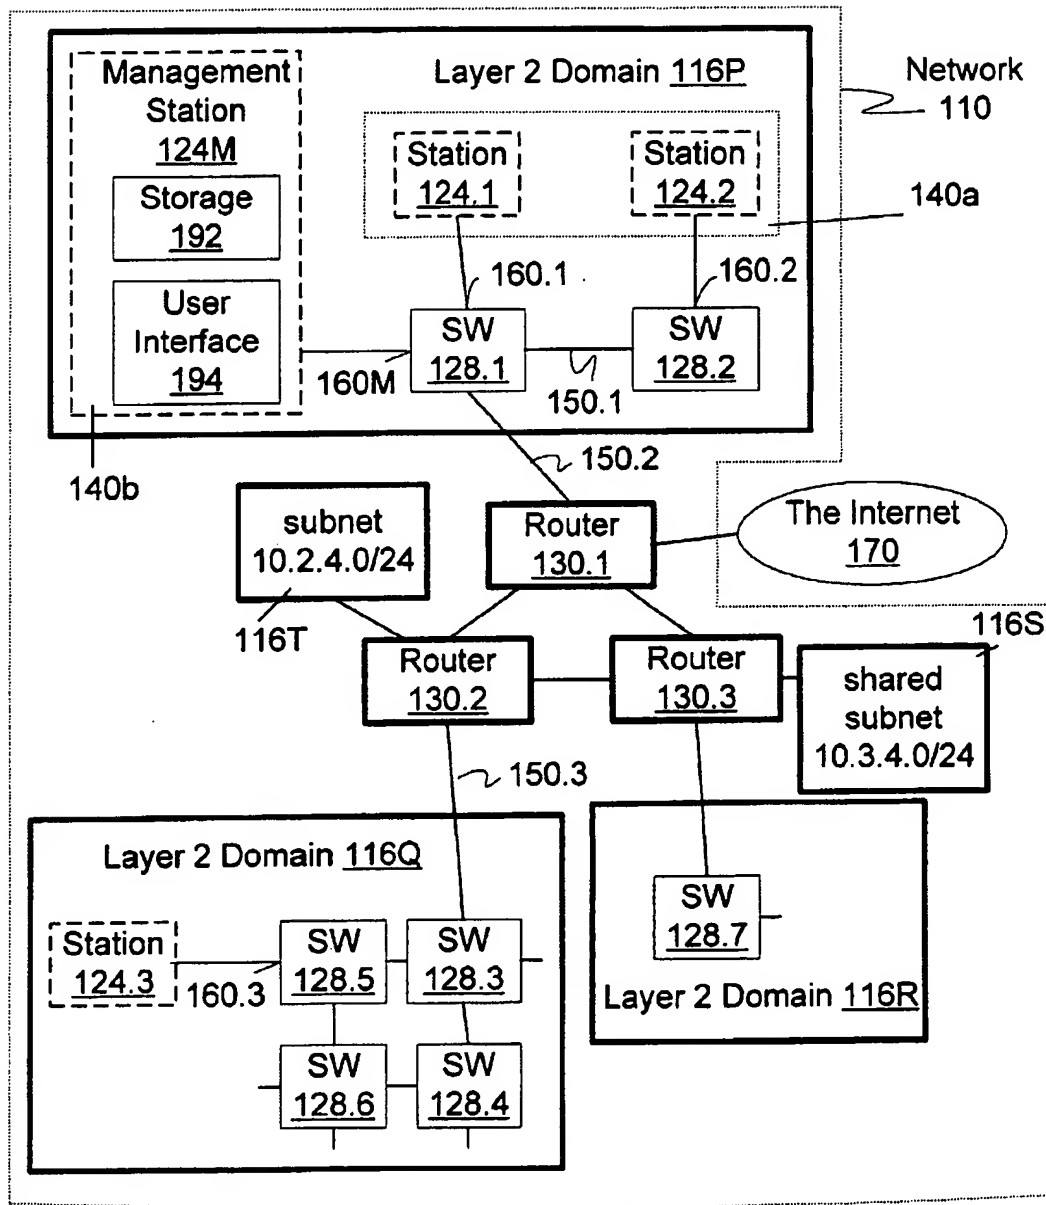 Management
Station
124M
Storage
192
User
Interface
194
Layer 2 Domain 116P
Network
110
Station
124.1
Station
124.2
140a
160.1
160.2
SW
128.1
SW
128.2
160M
150.1
140b
150.2
subnet
10.2.4.0/24
Router
130.1
The Internet
170
116T
116S
Router
130.2
Router
130.3
shared
subnet
10.3.4.0/24
150.3
Layer 2 Domain 116Q
Station
124.3
160.3
SW
128.5
SW
128.3
SW
128.6
SW
128.4
SW
128.7
Layer 2 Domain 116R